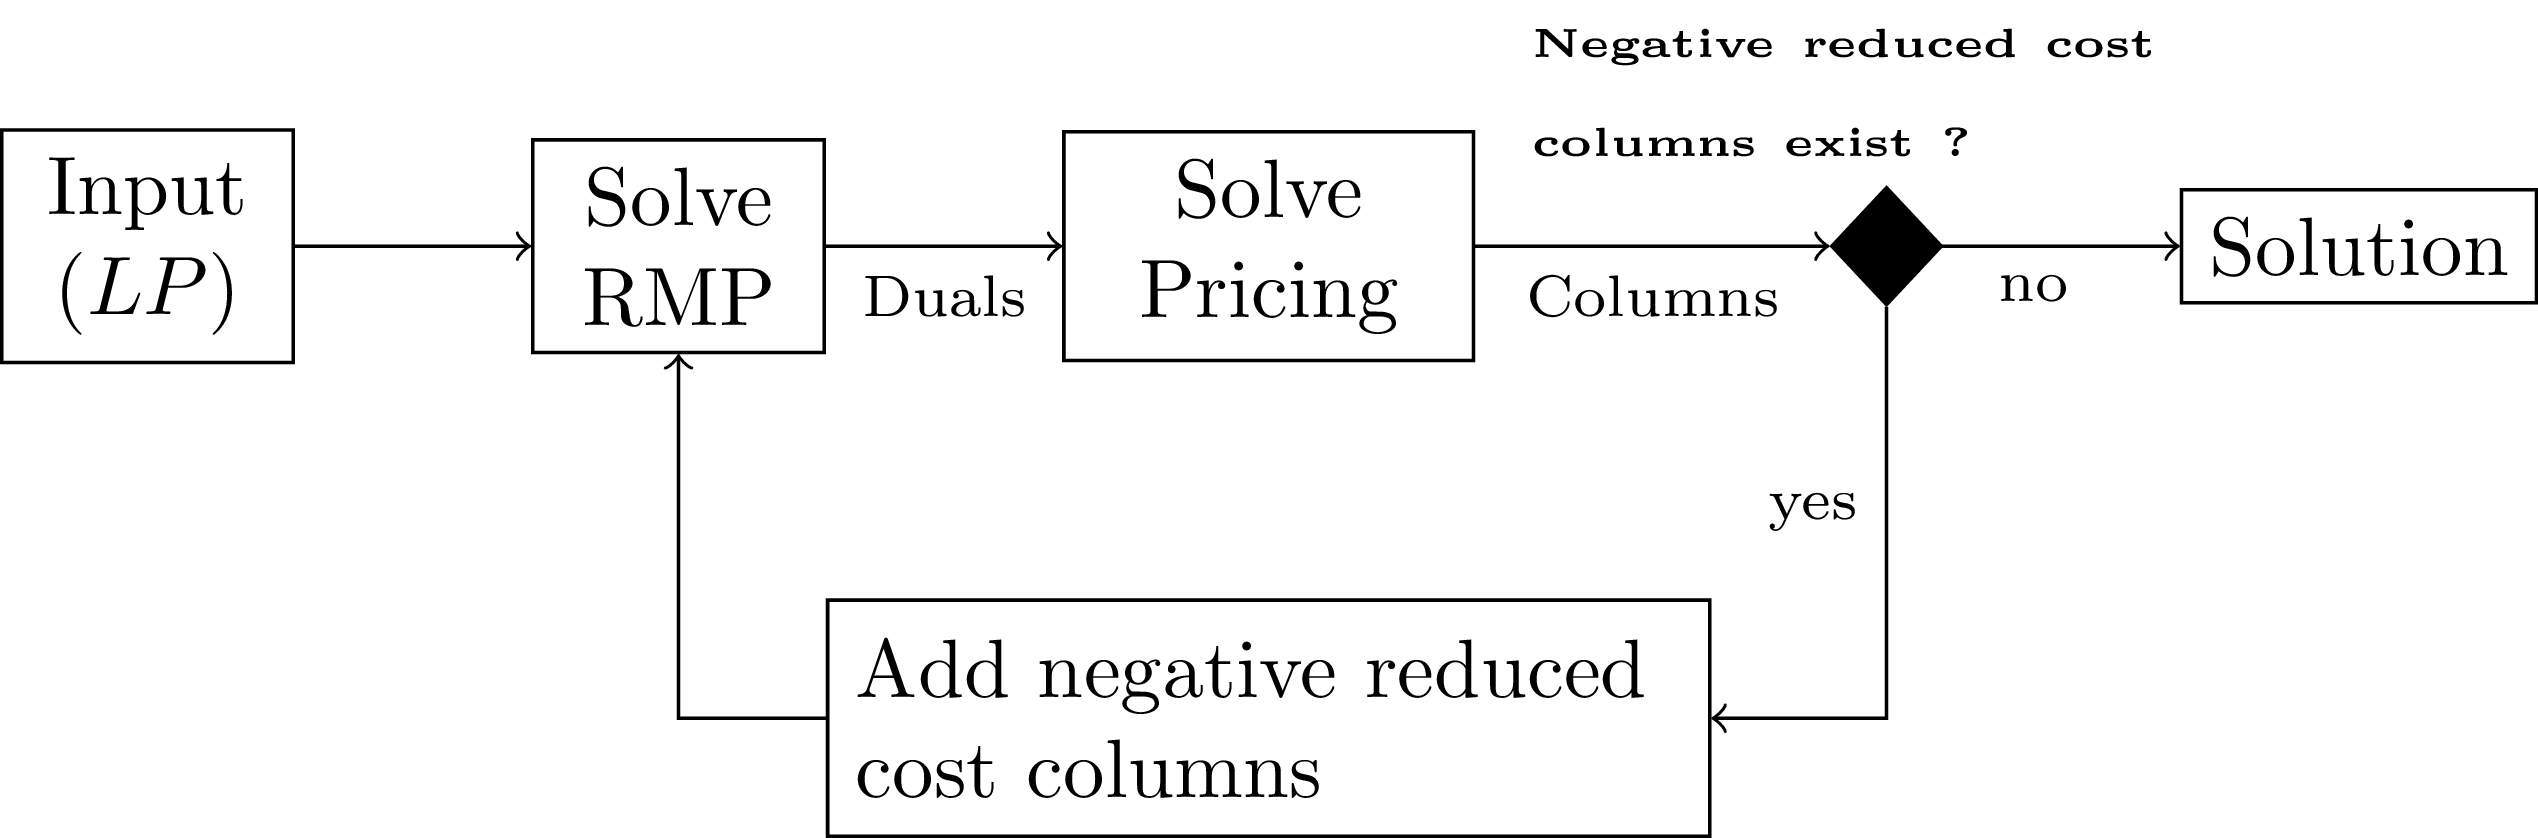 Negative reduced cost
columns exist ?
Input
(LP)
Solve
RMP
Duals
Solve
Pricing
Columns
no
Solution
yes
Add negative reduced
cost columns